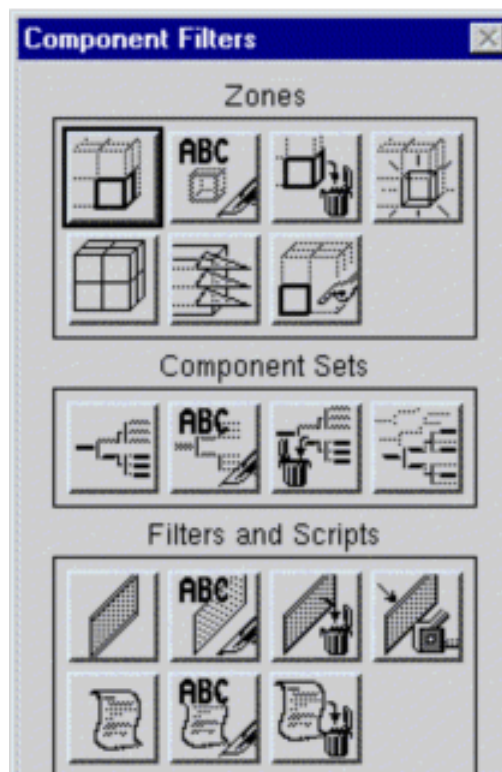 Component Filters
Zones
ABC
Component Sets
ABC
Filters and Scripts
ABC
ABC